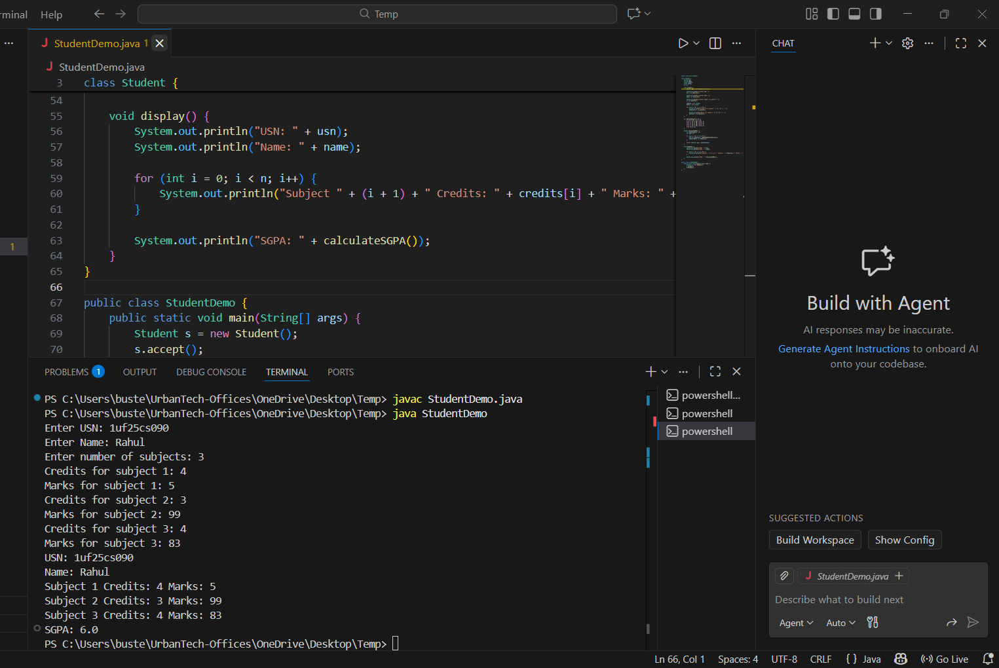 rminal Help Temp
StudentDemo.java 1
StudentDemo.java
3 class Student {
54
55 void display() {
56 System.out.println("USN: " + usn);
57 System.out.println("Name: " + name);
58
59 for (int i = 0; i < n; i++) {
60 System.out.println("Subject " + (i + 1) + " Credits: " + credits[i] + " Marks: " +
61 }
62
63 System.out.println("SGPA: " + calculateSGPA());
64 }
65 }
66
67 public class StudentDemo {
68 public static void main(String[] args) {
69 Student s = new Student();
70 s.accept();
1
PROBLEMS 1 OUTPUT DEBUG CONSOLE TERMINAL PORTS
PS C:\Users\buste\UrbanTech-Offices\OneDrive\Desktop\Temp> javac StudentDemo.java
PS C:\Users\buste\UrbanTech-Offices\OneDrive\Desktop\Temp> java StudentDemo
Enter USN: 1uf25cs090
Enter Name: Rahul
Enter number of subjects: 3
Credits for subject 1: 4
Marks for subject 1: 5
Credits for subject 2: 3
Marks for subject 2: 99
Credits for subject 3: 4
Marks for subject 3: 83
USN: 1uf25cs090
Name: Rahul
Subject 1 Credits: 4 Marks: 5
Subject 2 Credits: 3 Marks: 99
Subject 3 Credits: 4 Marks: 83
SGPA: 6.0
PS C:\Users\buste\UrbanTech-Offices\OneDrive\Desktop\Temp>
powershell...
powershell
powershell
CHAT
Build with Agent
AI responses may be inaccurate.
Generate Agent Instructions to onboard AI
onto your codebase.
SUGGESTED ACTIONS
Build Workspace Show Config
StudentDemo.java
Describe what to build next
Agent Auto
Ln 66, Col 1 Spaces: 4 UTF-8 CRLF {} Java Go Live